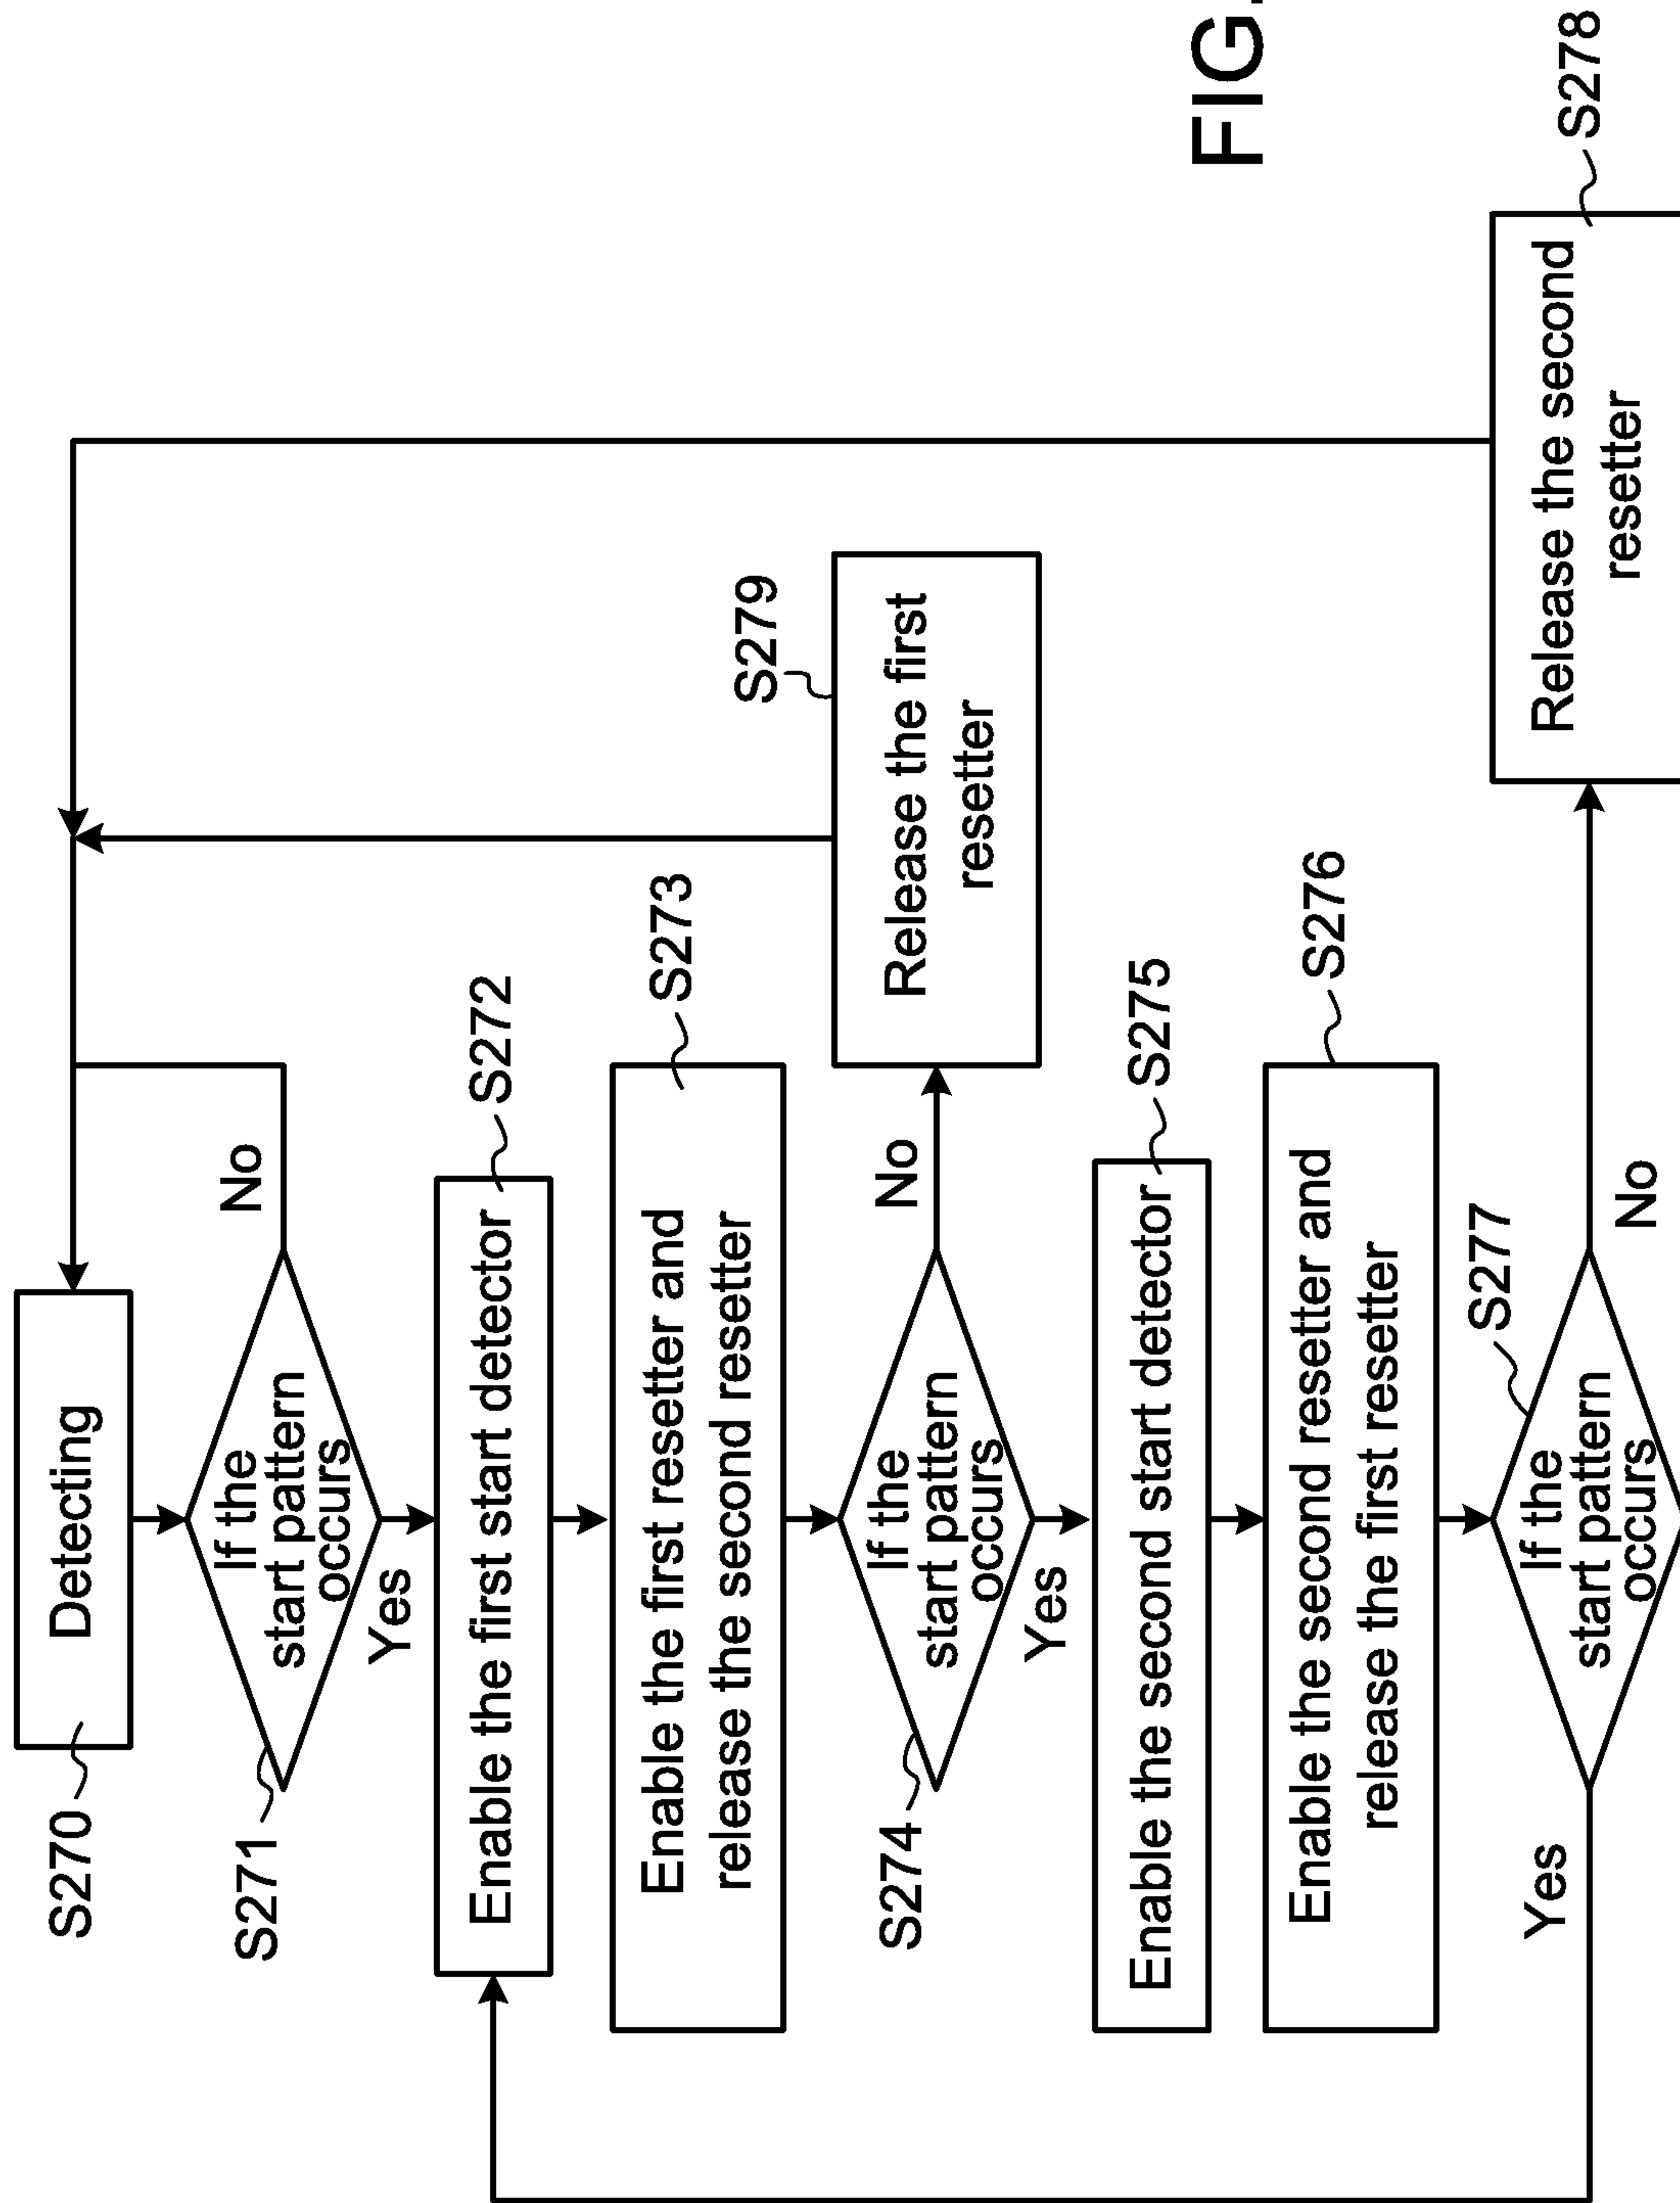 S270
Detecting
S271
If the
start pattern
occurs
No
Yes
Enable the first start detector
S272
Enable the first resetter and
release the second resetter
S273
S274
If the
start pattern
occurs
No
Yes
Release the first
resetter
S279
Enable the second start detector
S275
Enable the second resetter and
release the first resetter
S276
S277
If the
start pattern
occurs
Yes
No
Release the second
resetter
S278
FIG.